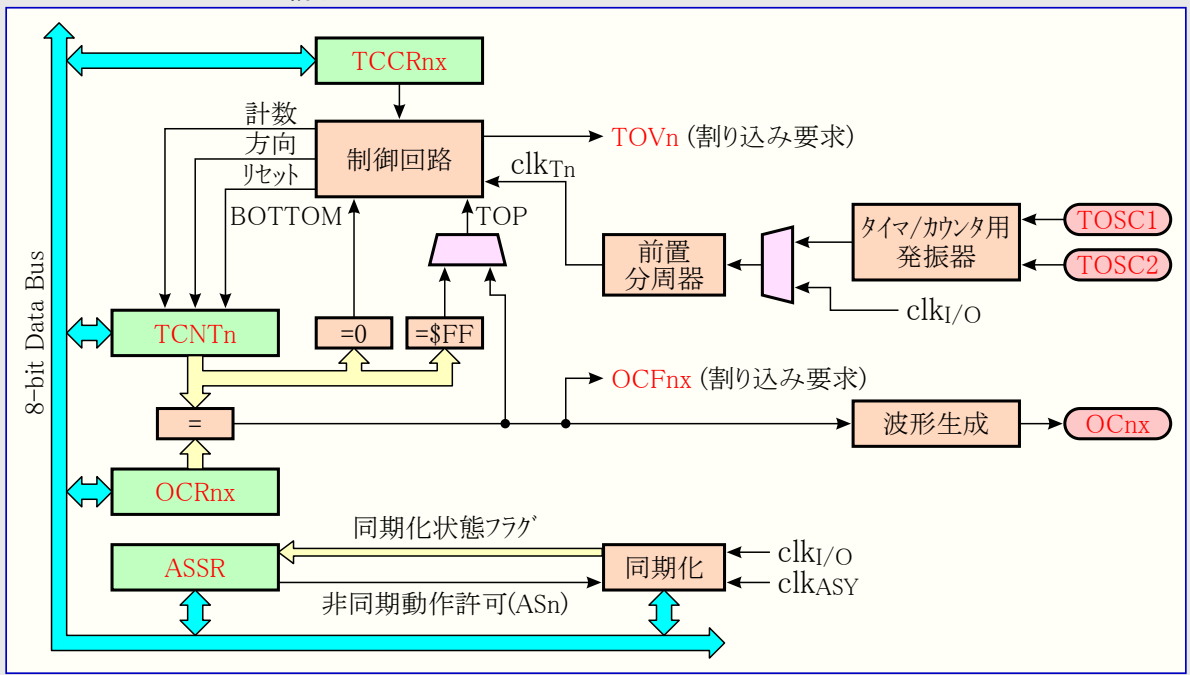 TCCRnx
計数
方向
リセット
制御回路
TOVn (割り込み要求)
clkTn
BOTTOM
TOP
タイマ/カウンタ用
発振器
TOSC1
TOSC2
前置
分周器
clkI/O
8-bit Data Bus
TCNTn
=0
=$FF
OCFnx (割り込み要求)
=
波形生成
OCnx
OCRnx
同期化状態フラグ
ASSR
同期化
clkI/O
clkASY
非同期動作許可(ASn)